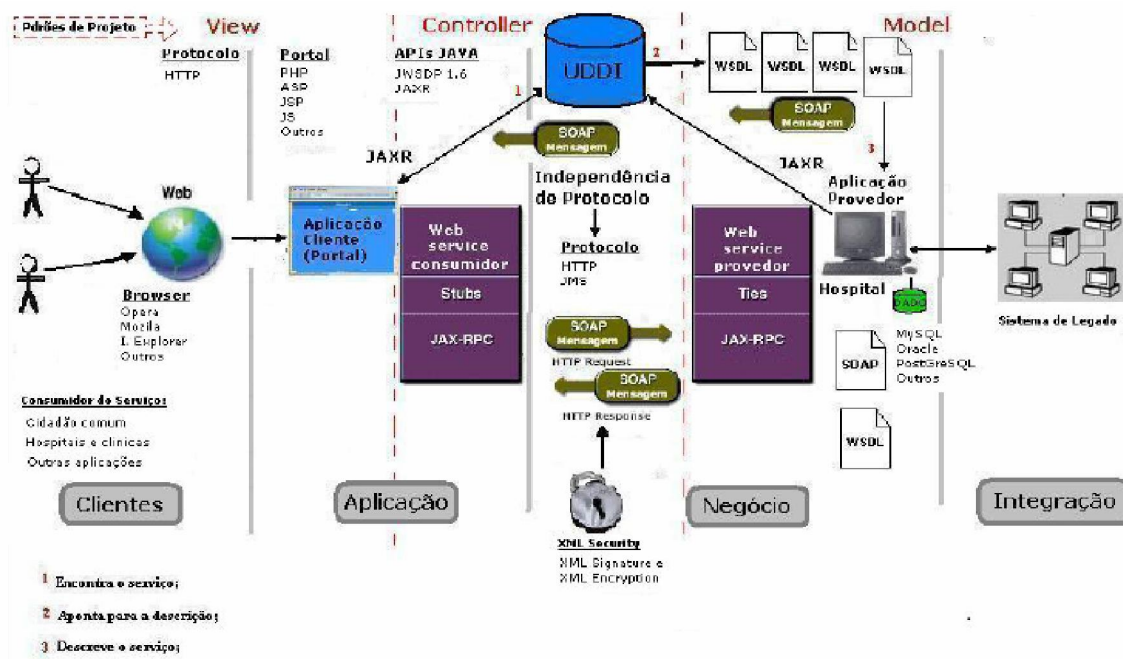 Pdrões de Projeto
View
Controller
Model
Protocolo
HTTP
Portal
PHP
ASP
JSP
JS
Outros
APIs JAVA
JWSDP 1.6
JAXR
1
UDDI
2
WSDL
WSDL
WSDL
WSDL
SOAP
Mensagem
SOAP
Mensagem
3
JAXR
JAXR
Independência
de Protocolo
Aplicação
Provedor
Web
Aplicação
Cliente
(Portal)
Web
service
consumidor
Stubs
JAX-RPC
Protocolo
HTTP
JMS
Web
service
provedor
Ties
JAX-RPC
Hospital
DADO
Sistema de Legado
Browser
Opera
Mozila
I. Explorer
Outros
SOAP
Mensagem
HTTP Request
SOAP
Mensagem
HTTP Response
SOAP
MySQL
Oracle
PostGreSQL
Outros
WSDL
Consumidor do Serviço:
Cidadão comum
Hospitais e clinicas
Outras aplicações
Clientes
Aplicação
Negócio
Integração
XML Security
XML Signature e
XML Encryption
1 Encontra o serviço;
2 Aponta para a descrição;
3 Descreve o serviço;